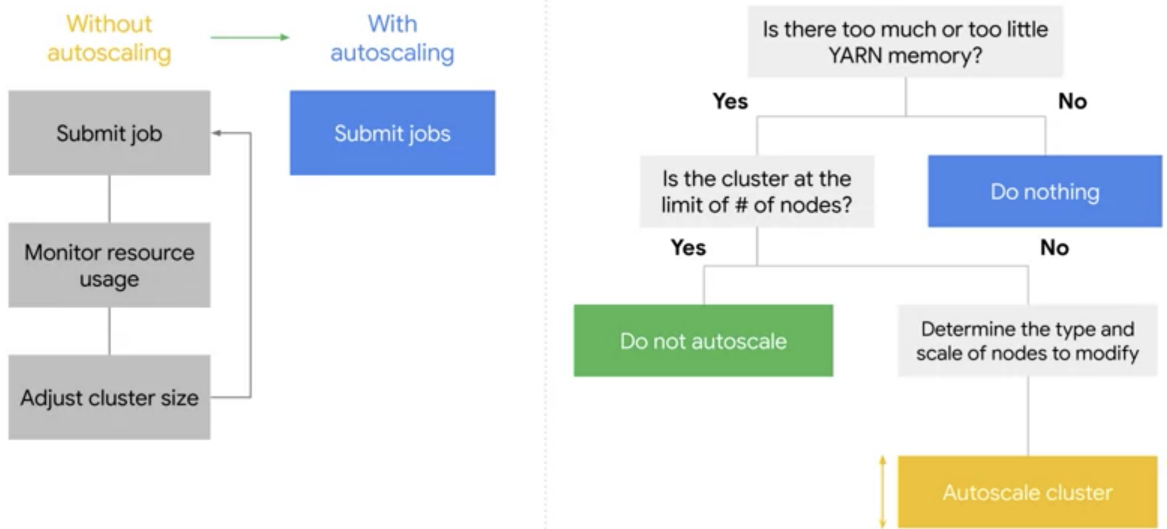 Without
autoscaling
With
autoscaling
Submit job
Submit jobs
Monitor resource
usage
Adjust cluster size
Is there too much or too little
YARN memory?
Yes
No
Is the cluster at the
limit of # of nodes?
Do nothing
Yes
No
Do not autoscale
Determine the type and
scale of nodes to modify
Autoscale cluster